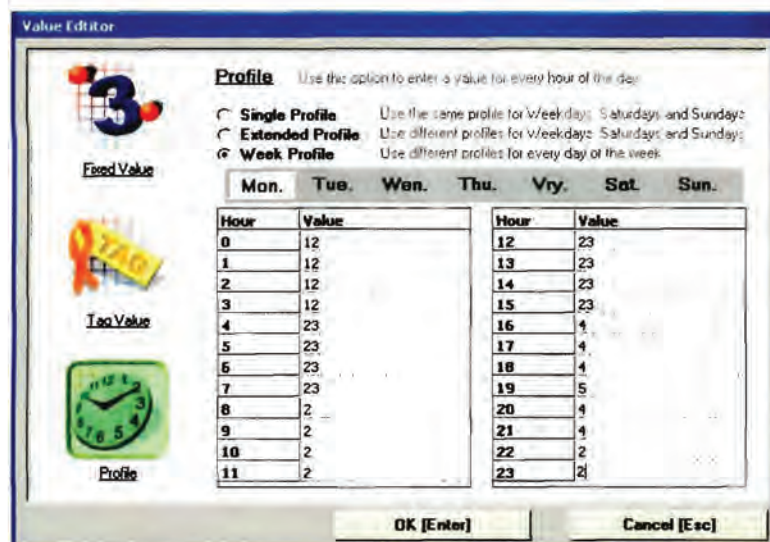 Value Edtitor
3
Fixed Value
TAG
Tag Value
Profile
Profile Use this option to enter a value for every hour of the day
Single Profile Use the same profile for Weekdays Saturdays and Sundays
Extended Profile Use different profiles for Weekdays Saturdays and Sundays
Week Profile Use different profiles for every day of the week
Mon. Tue. Wen. Thu. Vry. Sat. Sun.
Hour Value
0 12
1 12
2 12
3 12
4 23
5 23
6 23
7 23
8 2
9 2
10 2
11 2
Hour Value
12 23
13 23
14 23
15 23
16 4
17 4
18 4
19 5
20 4
21 4
22 2
23 2
OK [Enter] Cancel [Esc]